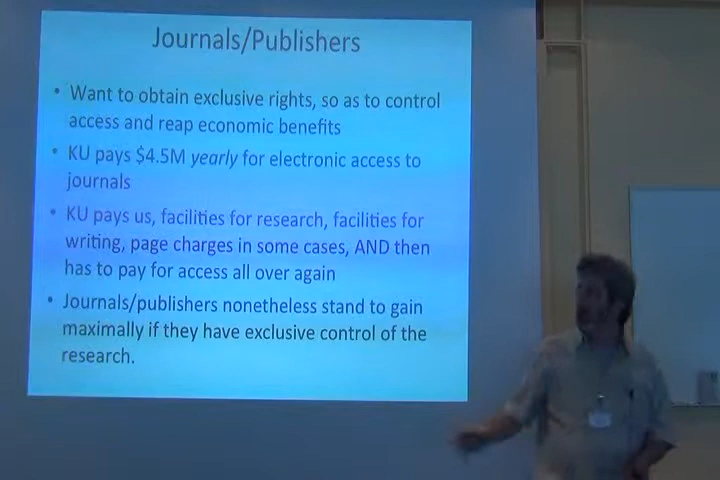 Journals/Publishers
• Want to obtain exclusive rights, so as to control
access and reap economic benefits
• KU pays $4.5M yearly for electronic access to
journals
• KU pays us, facilities for research, facilities for
writing, page charges in some cases, AND then
has to pay for access all over again
• Journals/publishers nonetheless stand to gain
maximally if they have exclusive control of the
research.